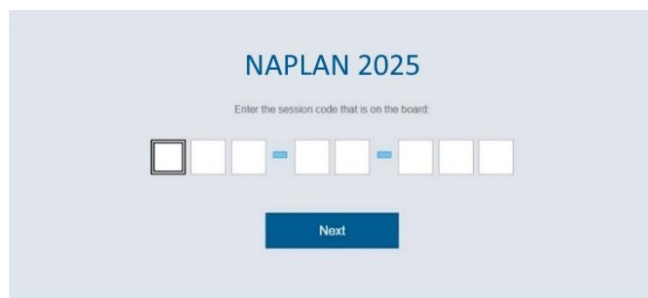 NAPLAN 2025
Enter the session code that is on the board:
Next